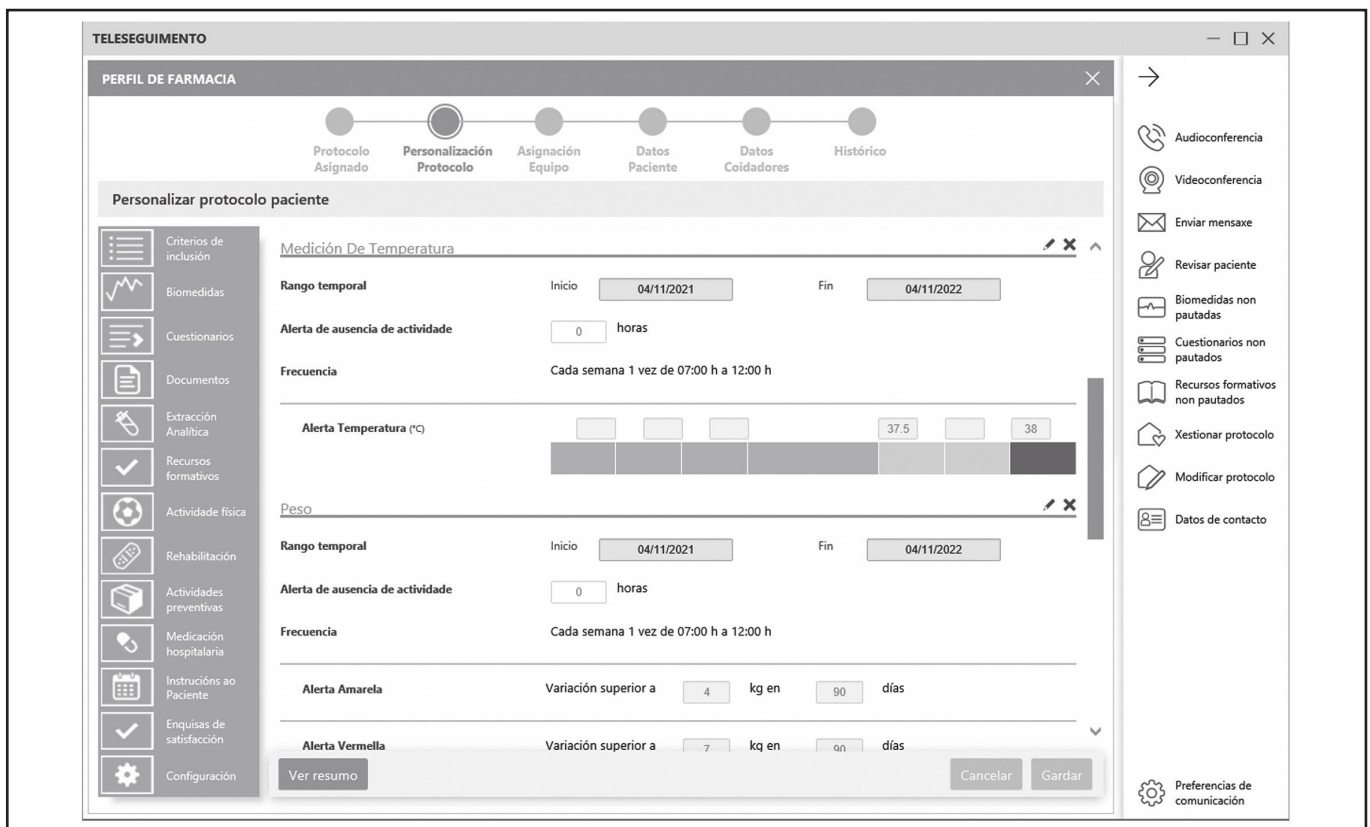 TELESEGUIMENTO
PERFIL DE FARMACIA
Protocolo
Asignado
Personalización
Protocolo
Asignación
Equipo
Datos
Paciente
Datos
Coidadores
Histórico
Personalizar protocolo paciente
Criterios de
inclusión
Biomedidas
Cuestionarios
Documentos
Extracción
Analítica
Recursos
formativos
Actividade física
Rehabilitación
Actividades
preventivas
Medicación
hospitalaria
Instrucións ao
Paciente
Enquisas de
satisfacción
Configuración
Medición De Temperatura
Rango temporal Inicio 04/11/2021 Fin 04/11/2022
Alerta de ausencia de actividade 0 horas
Frecuencia Cada semana 1 vez de 07:00 h a 12:00 h
Alerta Temperatura (°C) 37.5 38
Peso
Rango temporal Inicio 04/11/2021 Fin 04/11/2022
Alerta de ausencia de actividade 0 horas
Frecuencia Cada semana 1 vez de 07:00 h a 12:00 h
Alerta Amarela Variación superior a 4 kg en 90 días
Alerta Vermella Variación superior a 7 kg en 90 días
Ver resumo Cancelar Gardar
Audioconferencia
Videoconferencia
Enviar mensaxe
Revisar paciente
Biomedidas non
pautadas
Cuestionarios non
pautados
Recursos formativos
non pautados
Xestionar protocolo
Modificar protocolo
Datos de contacto
Preferencias de
comunicación